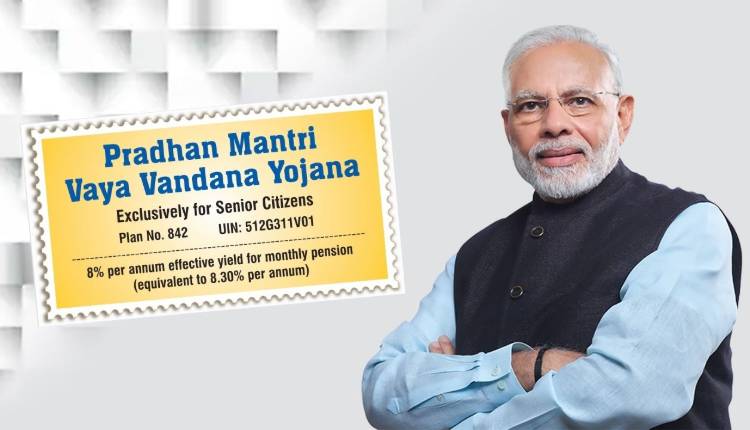 Pradhan Mantri
Vaya Vandana Yojana
Exclusively for Senior Citizens
Plan No. 842 UIN: 512G311V01
8% per annum effective yield for monthly pension
(equivalent to 8.30% per annum)